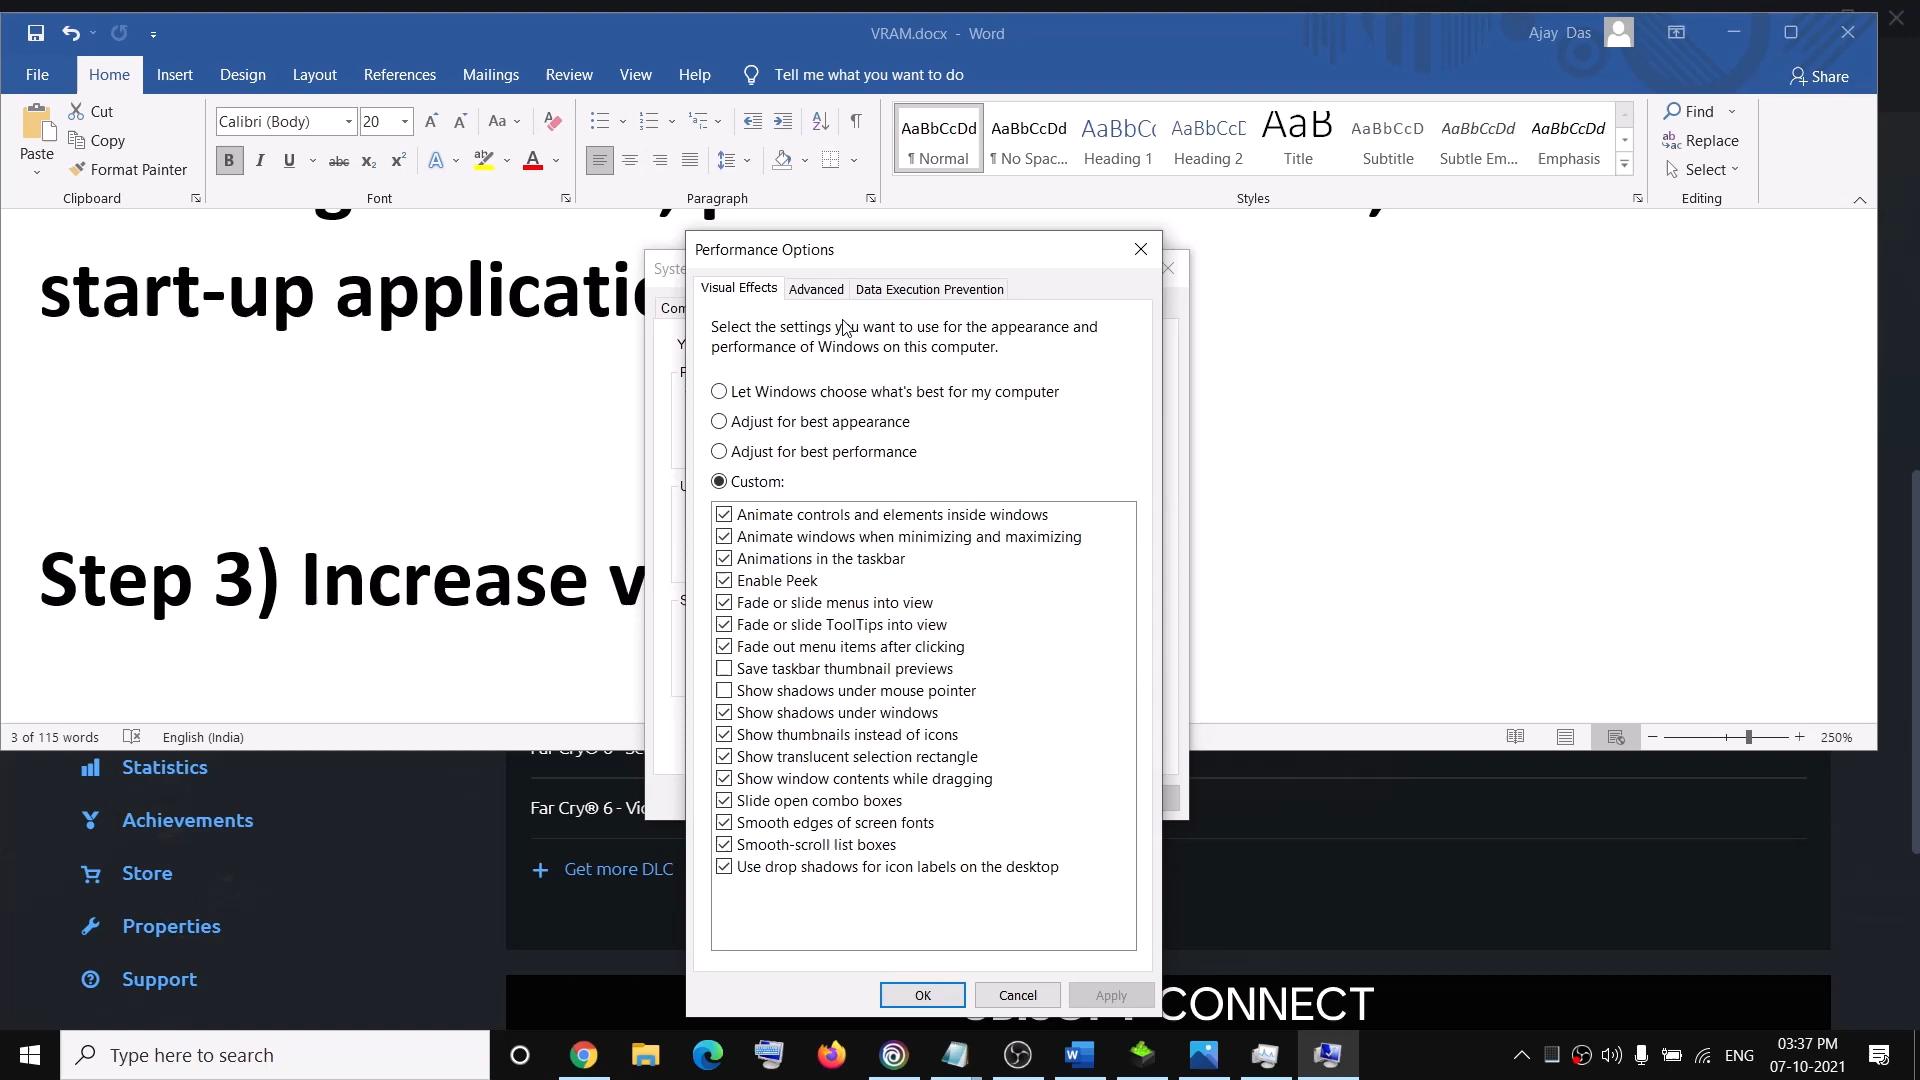 VRAM.docx - Word
Ajay Das
File
Home
Insert
Design
Layout
References
Mailings
Review
View
Help
Tell me what you want to do
Share
Paste
Cut
Copy
Format Painter
Clipboard
Calibri (Body)
20
Aa
B I U abc x₂ x² A ab A
Font
Paragraph
AaBbCcDd
¶ Normal
AaBbCcDd
¶ No Spac...
AaBbCc
Heading 1
AaBbCcD
Heading 2
AaB
Title
AaBbCcD
Subtitle
AaBbCcDd
Subtle Em...
AaBbCcDd
Emphasis
Styles
Find
Replace
Select
Editing
start-up applicatio
Step 3) Increase v
Syste
Com
Performance Options
Visual Effects
Advanced
Data Execution Prevention
Select the settings you want to use for the appearance and
performance of Windows on this computer.
Let Windows choose what's best for my computer
Adjust for best appearance
Adjust for best performance
Custom:
Animate controls and elements inside windows
Animate windows when minimizing and maximizing
Animations in the taskbar
Enable Peek
Fade or slide menus into view
Fade or slide ToolTips into view
Fade out menu items after clicking
Save taskbar thumbnail previews
Show shadows under mouse pointer
Show shadows under windows
Show thumbnails instead of icons
Show translucent selection rectangle
Show window contents while dragging
Slide open combo boxes
Smooth edges of screen fonts
Smooth-scroll list boxes
Use drop shadows for icon labels on the desktop
OK
Cancel
Apply
3 of 115 words
English (India)
250%
Statistics
Achievements
Store
Properties
Support
Far Cry® 6 - Vic
Get more DLC
CONNECT
Type here to search
ENG
03:37 PM
07-10-2021